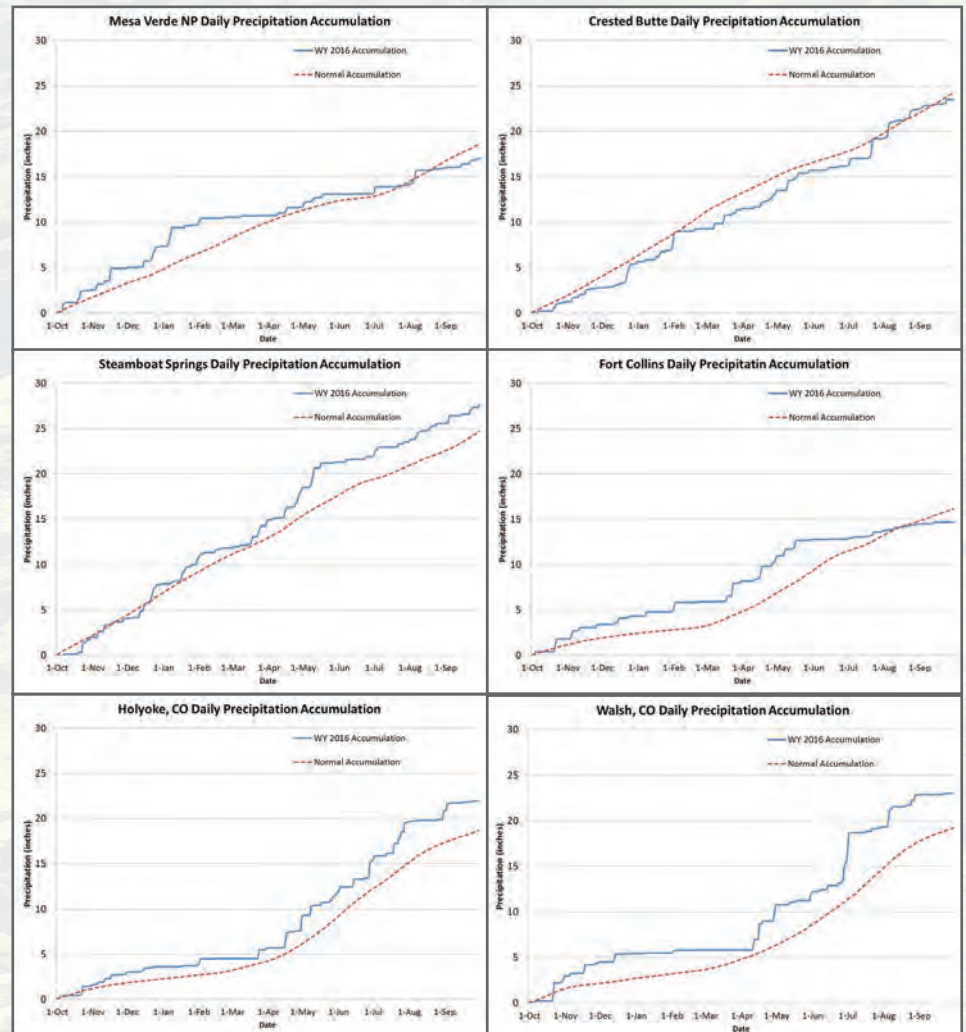 Mesa Verde NP Daily Precipitation Accumulation
30
25
20
15
10
5
0
Precipitation (inches)
WY 2016 Accumulation
Normal Accumulation
1-Oct 1-Nov 1-Dec 1-Jan 1-Feb 1-Mar 1-Apr 1-May 1-Jun 1-Jul 1-Aug 1-Sep
Date
Crested Butte Daily Precipitation Accumulation
30
25
20
15
10
5
0
Precipitation (inches)
WY 2016 Accumulation
Normal Accumulation
1-Oct 1-Nov 1-Dec 1-Jan 1-Feb 1-Mar 1-Apr 1-May 1-Jun 1-Jul 1-Aug 1-Sep
Date
Steamboat Springs Daily Precipitation Accumulation
30
25
20
15
10
5
0
Precipitation (inches)
WY 2016 Accumulation
Normal Accumulation
1-Oct 1-Nov 1-Dec 1-Jan 1-Feb 1-Mar 1-Apr 1-May 1-Jun 1-Jul 1-Aug 1-Sep
Date
Fort Collins Daily Precipitatin Accumulation
30
25
20
15
10
5
0
Precipitation (inches)
WY 2016 Accumulation
Normal Accumulation
1-Oct 1-Nov 1-Dec 1-Jan 1-Feb 1-Mar 1-Apr 1-May 1-Jun 1-Jul 1-Aug 1-Sep
Date
Holyoke, CO Daily Precipitation Accumulation
30
25
20
15
10
5
0
Precipitation (inches)
WY 2016 Accumulation
Normal Accumulation
1-Oct 1-Nov 1-Dec 1-Jan 1-Feb 1-Mar 1-Apr 1-May 1-Jun 1-Jul 1-Aug 1-Sep
Date
Walsh, CO Daily Precipitation Accumulation
30
25
20
15
10
5
0
Precipitation (inches)
WY 2016 Accumulation
Normal Accumulation
1-Oct 1-Nov 1-Dec 1-Jan 1-Feb 1-Mar 1-Apr 1-May 1-Jun 1-Jul 1-Aug 1-Sep
Date